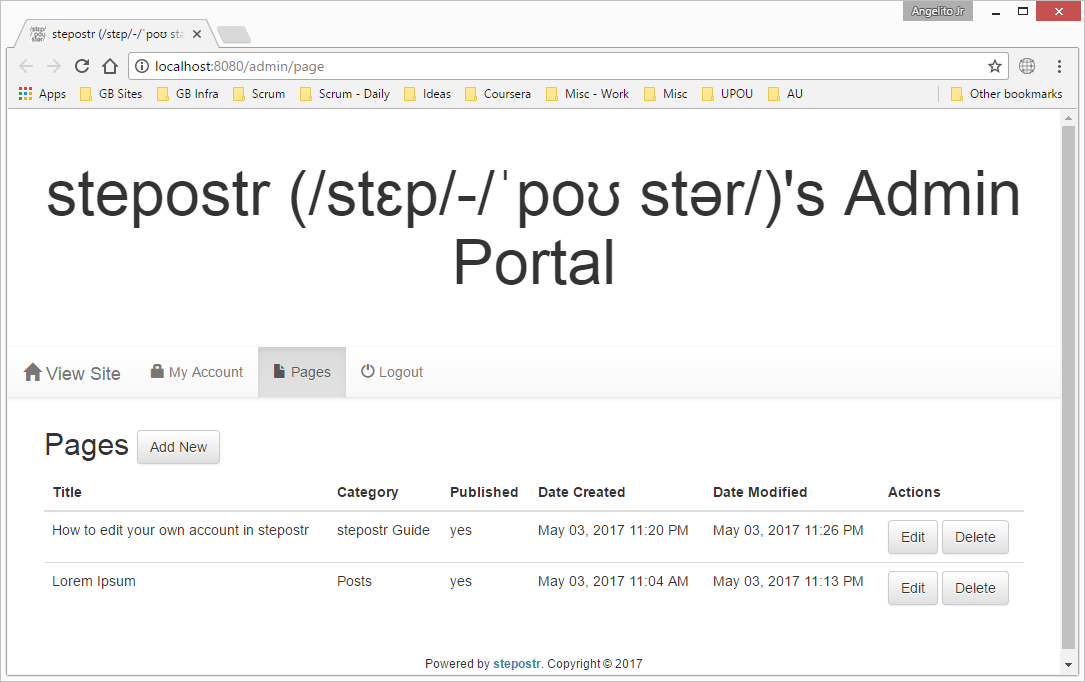 Angelito Jr
stepostr (/stɛp/-/ˈpoʊ stə
localhost:8080/admin/page
Apps GB Sites GB Infra Scrum Scrum - Daily Ideas Coursera Misc - Work Misc UPOU AU Other bookmarks
stepostr (/stɛp/-/ˈpoʊ stər/)'s Admin
Portal
View Site My Account Pages Logout
Pages Add New
Title Category Published Date Created Date Modified Actions
How to edit your own account in stepostr stepostr Guide yes May 03, 2017 11:20 PM May 03, 2017 11:26 PM Edit Delete
Lorem Ipsum Posts yes May 03, 2017 11:04 AM May 03, 2017 11:13 PM Edit Delete
Powered by stepostr. Copyright © 2017